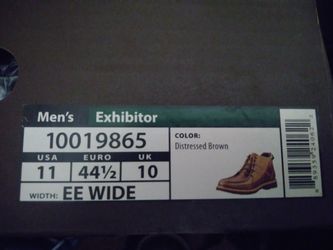 Men's Exhibitor
10019865
USA EURO UK
11 44½ 10
WIDTH: EE WIDE
COLOR:
Distressed Brown